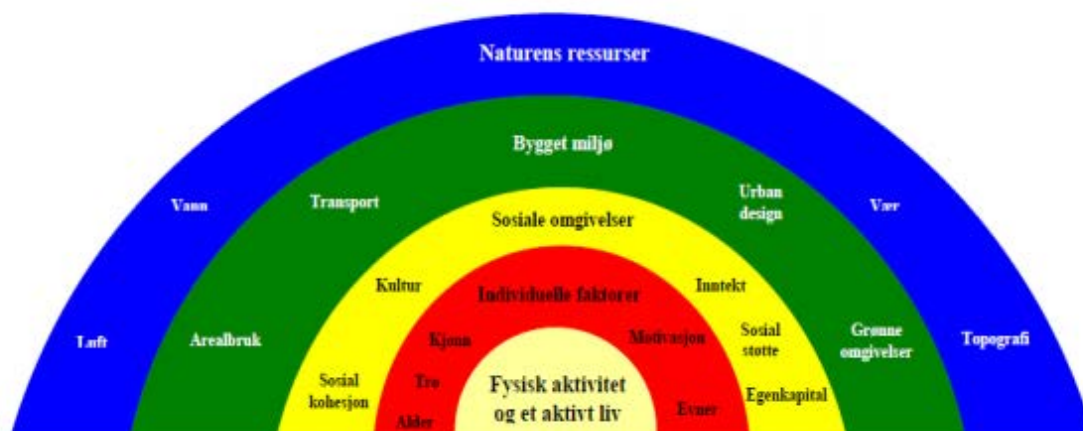 Naturens ressurser
Bygget miljø
Vann
Transport
Urban
design
Vær
Sosiale omgivelser
Kultur
Inntekt
Individuelle faktorer
Luft
Arealbruk
Kjønn
Motivasjon
Sosial
støtte
Grønne
omgivelser
Topografi
Sosial
kohesjon
Tro
Fysisk aktivitet
og et aktivt liv
Egenkapital
Alder
Evner